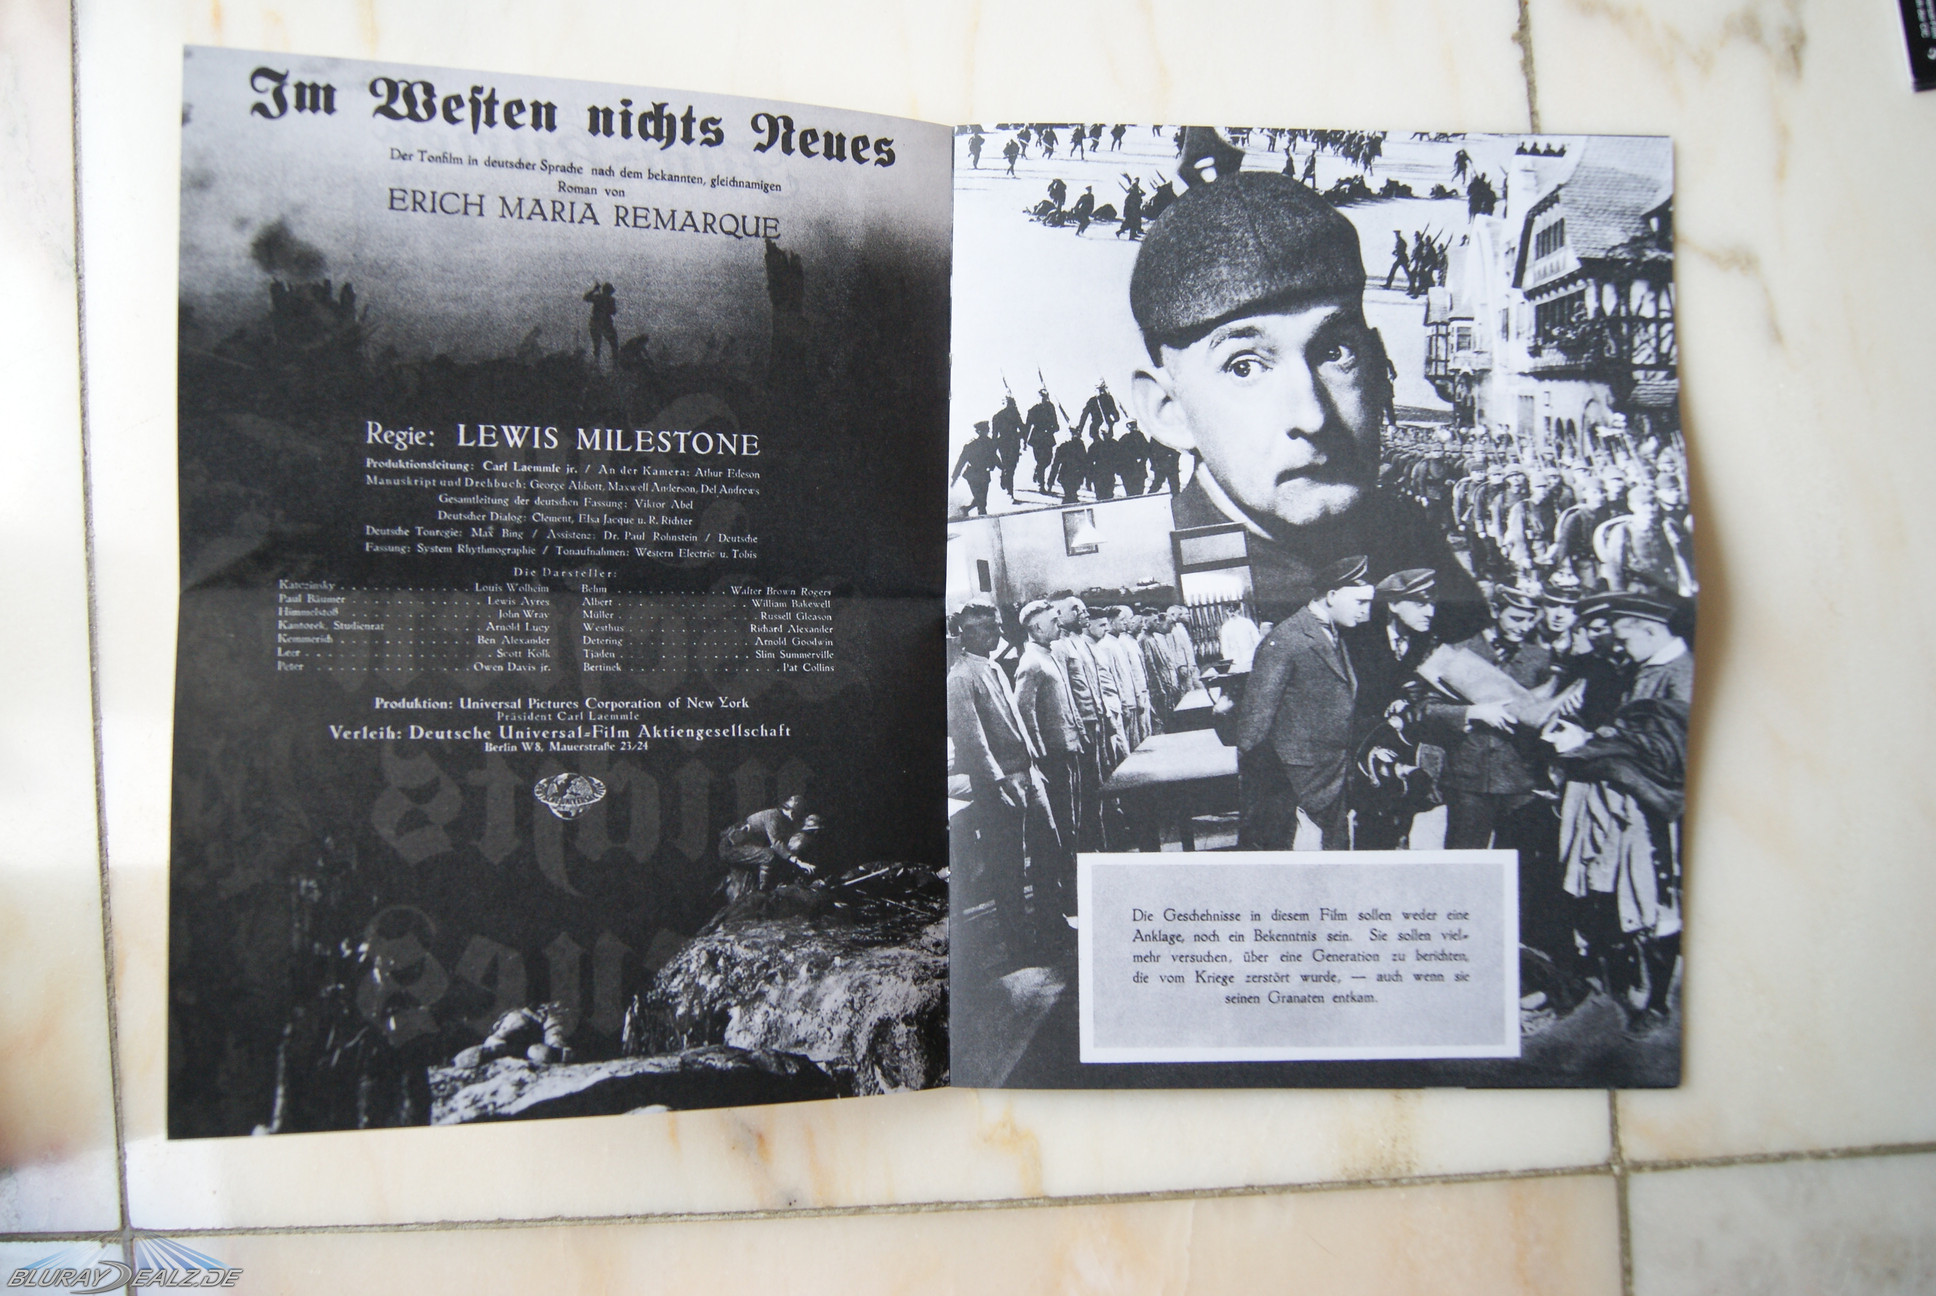 Im Westen nichts Neues
Der Tonfilm in deutscher Sprache nach dem bekannten, gleichnamigen
Roman von
ERICH MARIA REMARQUE
Regie: LEWIS MILESTONE
Produktionsleitung: Carl Laemmle jr. / An der Kamera: Athur Edeson
Manuskript und Drehbuch: George Abbott, Maxwell Anderson, Del Andrews
Gesamtleitung der deutschen Fassung: Viktor Abel
Deutscher Dialog: Clement, Elsa Jacque u. R. Richter
Deutsche Tonregie: Max Bing / Assistenz: Dr. Paul Rohnstein / Deutsche
Fassung: System Rhythmographie / Tonaufnahmen: Western Electric u. Tobis
Die Darsteller:
Katczinsky . . . . . Louis Wolheim
Paul Bäumer . . . . . Lewis Ayres
Himmelstoß . . . . . John Wray
Kantorek, Studienrat . . . . . Arnold Lucy
Kemmerich . . . . . Ben Alexander
Leer . . . . . Scott Kolk
Peter . . . . . Owen Davis jr.
Behm . . . . . Walter Brown Rogers
Albert . . . . . William Bakewell
Müller . . . . . Russell Gleason
Westhus . . . . . Richard Alexander
Detering . . . . . Arnold Goodwin
Tjaden . . . . . Slim Summerville
Bertinck . . . . . Pat Collins
Produktion: Universal Pictures Corporation of New York
Präsident Carl Laemmle
Verleih: Deutsche Universal-Film Aktiengesellschaft
Berlin W8, Mauerstraße 23/24
Die Geschehnisse in diesem Film sollen weder eine
Anklage, noch ein Bekenntnis sein. Sie sollen viel-
mehr versuchen, über eine Generation zu berichten,
die vom Kriege zerstört wurde, — auch wenn sie
seinen Granaten entkam.
BLURAYDEALZ.DE